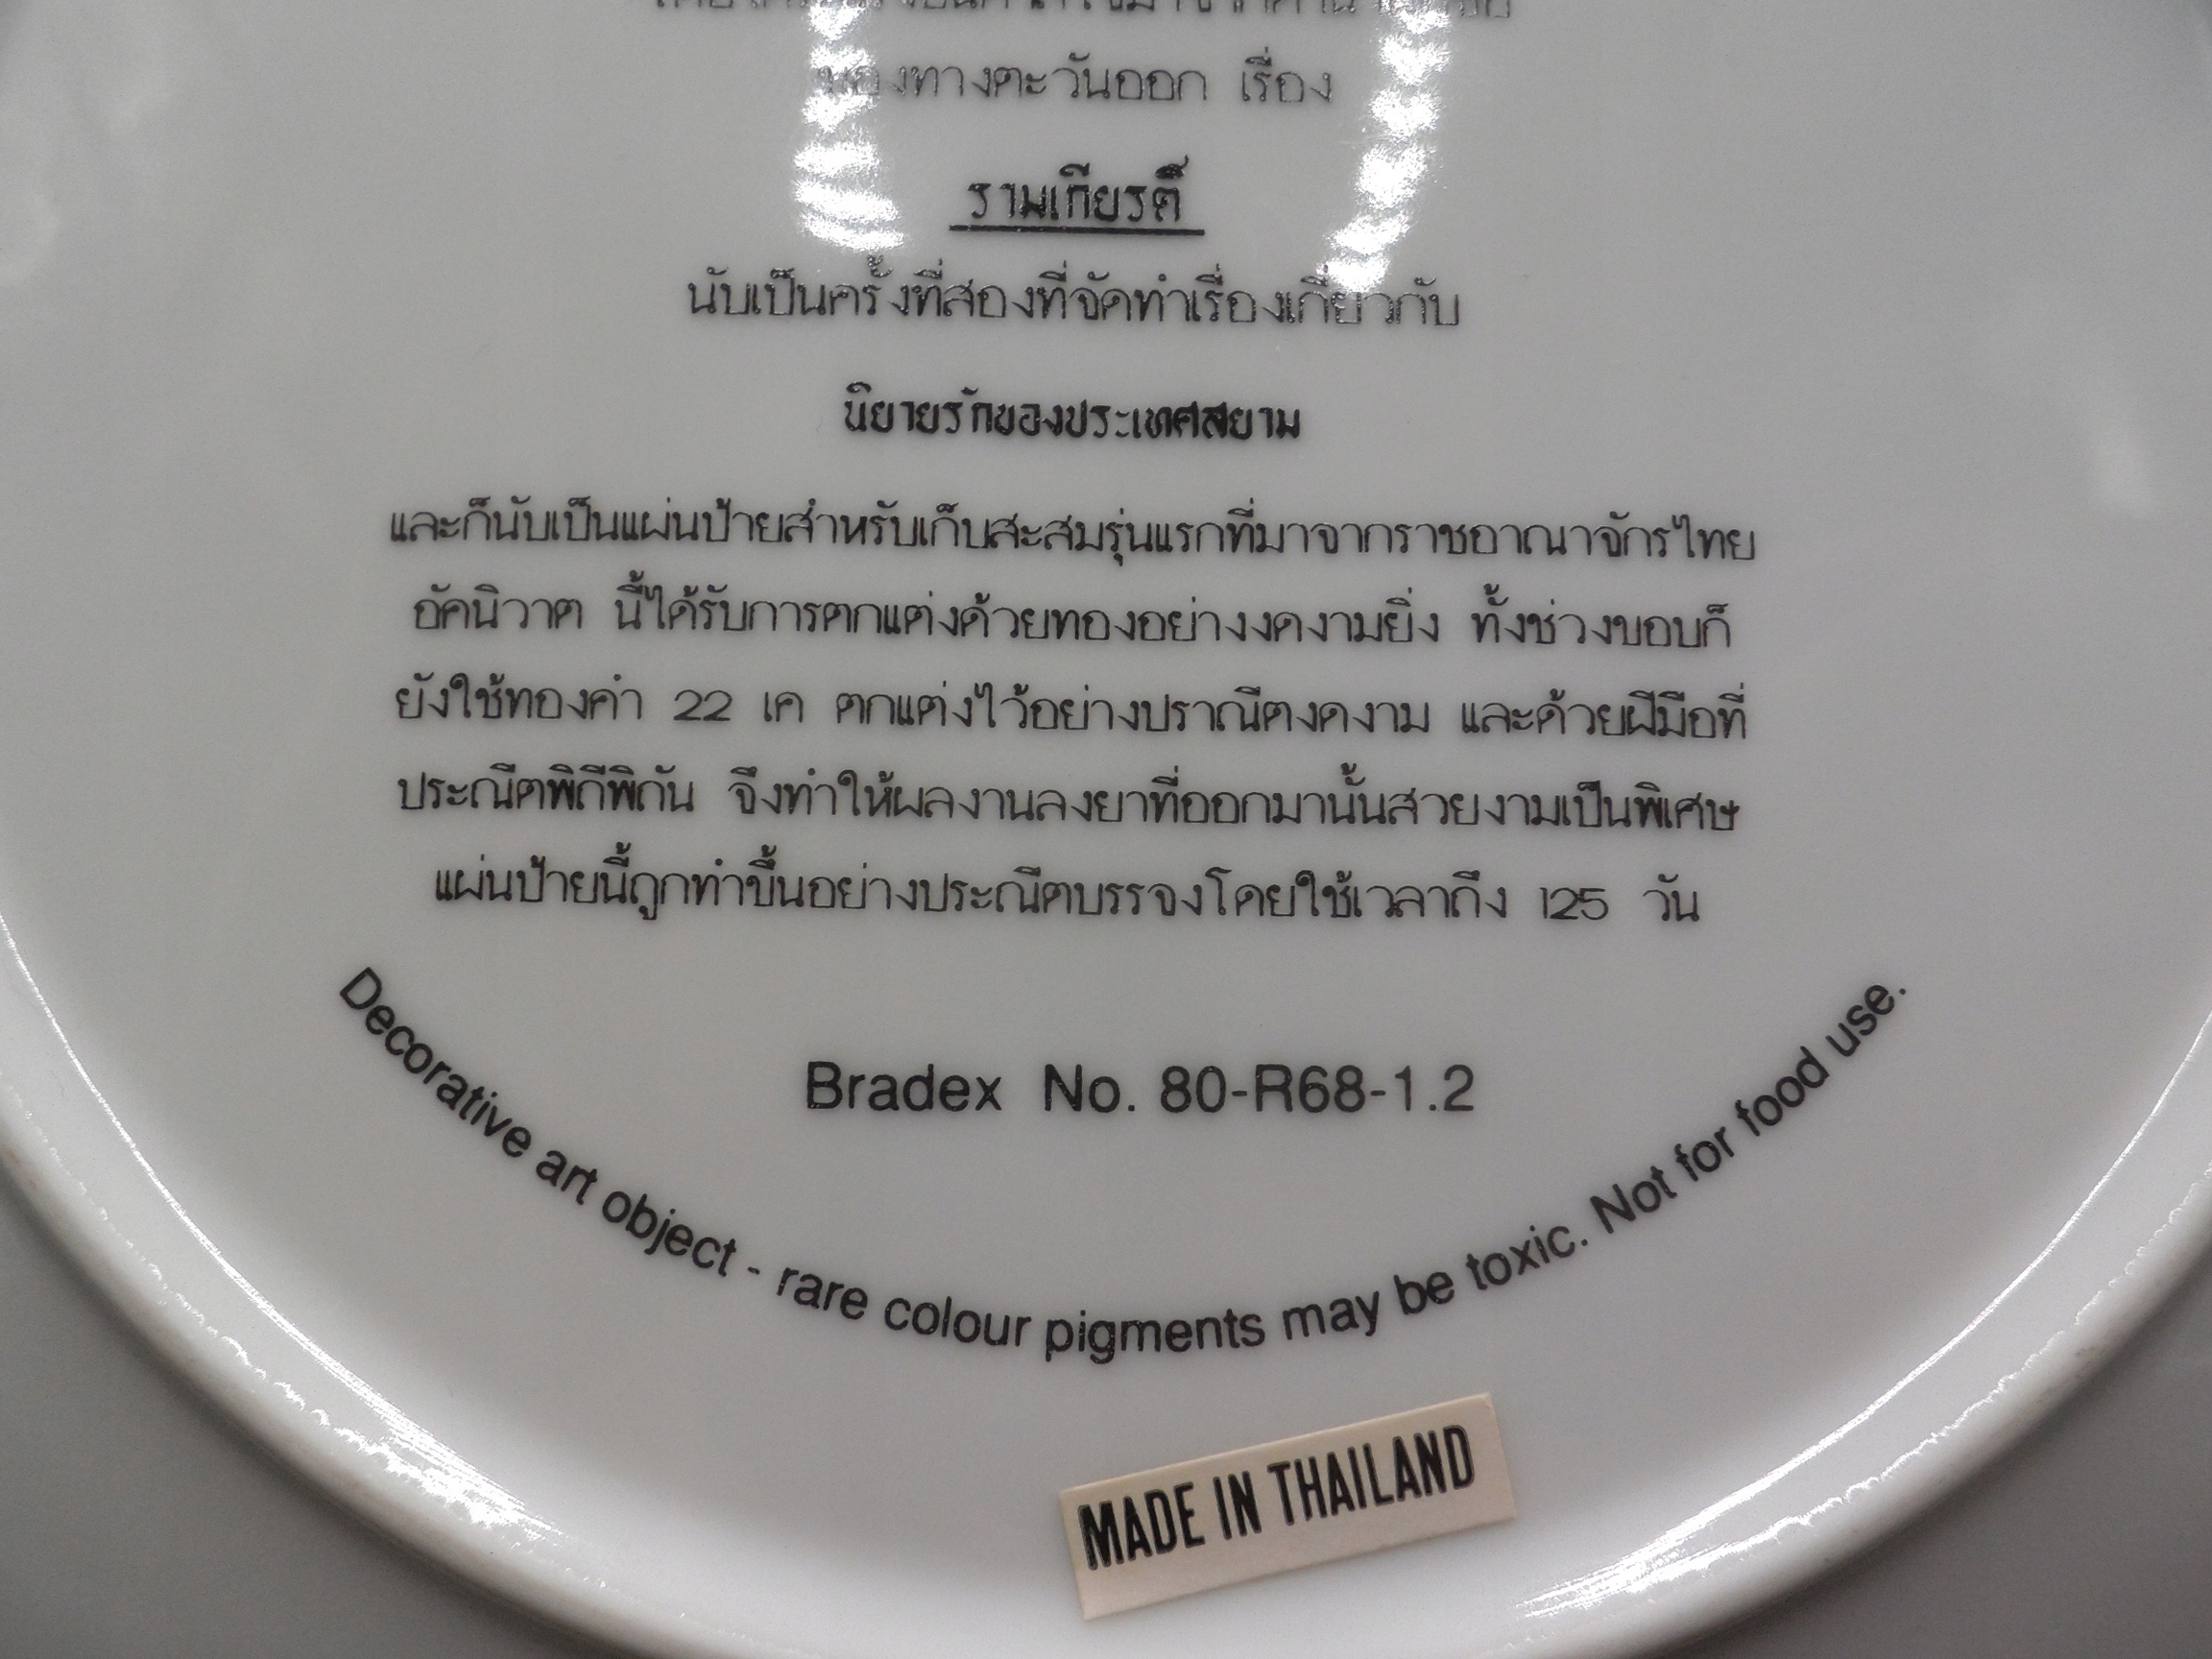 ของทางตะวันออก เรื่อง
รามเกียรติ์
นับเป็นครั้งที่สองที่จัดทำเรื่องเกี่ยวกับ
นิยายรักของประเทศสยาม
และก็นับเป็นแผ่นป้ายสำหรับเก็บสะสมรุ่นแรกที่มาจากราชอาณาจักรไทย
อัคนิวาต นี้ได้รับการตกแต่งด้วยทองอย่างงดงามยิ่ง ทั้งช่วงขอบก็
ยังใช้ทองคำ 22 เค ตกแต่งไว้อย่างปราณีตงดงาม และด้วยฝีมือที่
ประณีตพิถีพิถัน จึงทำให้ผลงานลงยาที่ออกมานั้นสวยงามเป็นพิเศษ
แผ่นป้ายนี้ถูกทำขึ้นอย่างประณีตบรรจงโดยใช้เวลาถึง 125 วัน
Bradex No. 80-R68-1.2
Decorative art object - rare colour pigments may be toxic. Not for food use.
MADE IN THAILAND